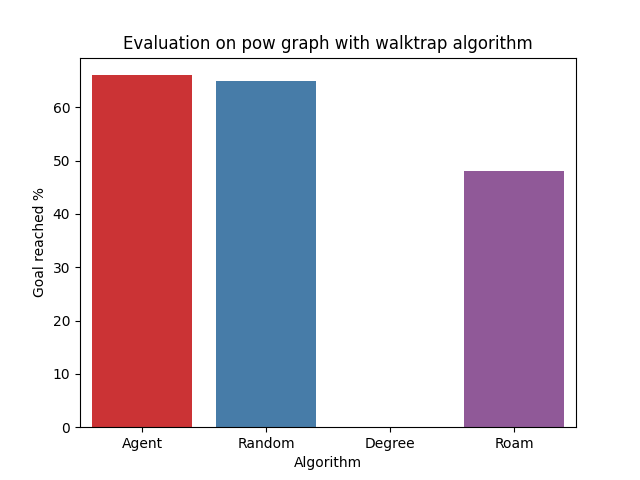 Evaluation on pow graph with walktrap algorithm
Goal reached %
60
50
40
30
20
10
0
Agent Random Degree Roam
Algorithm